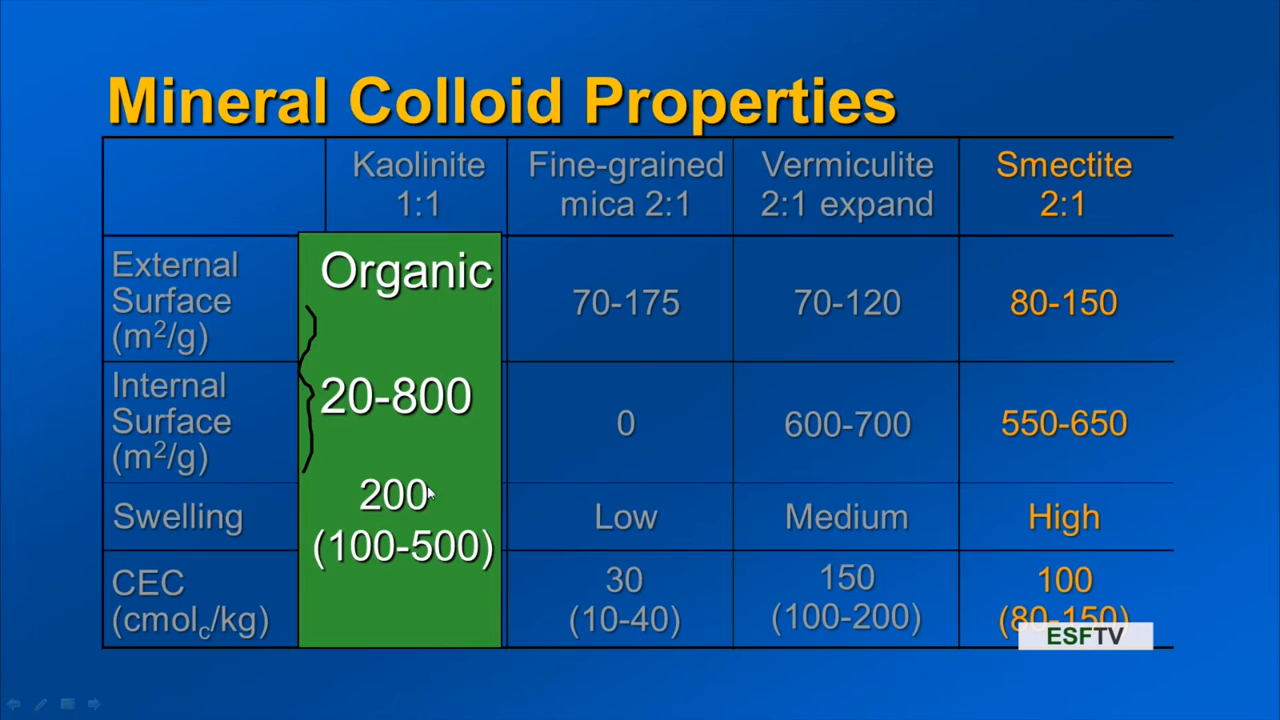 Mineral Colloid Properties
Kaolinite
1:1
Fine-grained
mica 2:1
Vermiculite
2:1 expand
Smectite
2:1
External
Surface
(m²/g)
Organic
70-175
70-120
80-150
Internal
Surface
(m²/g)
20-800
0
600-700
550-650
Swelling
200
(100-500)
Low
Medium
High
CEC
(cmolc/kg)
30
(10-40)
150
(100-200)
100
(80-150)
ESFTV